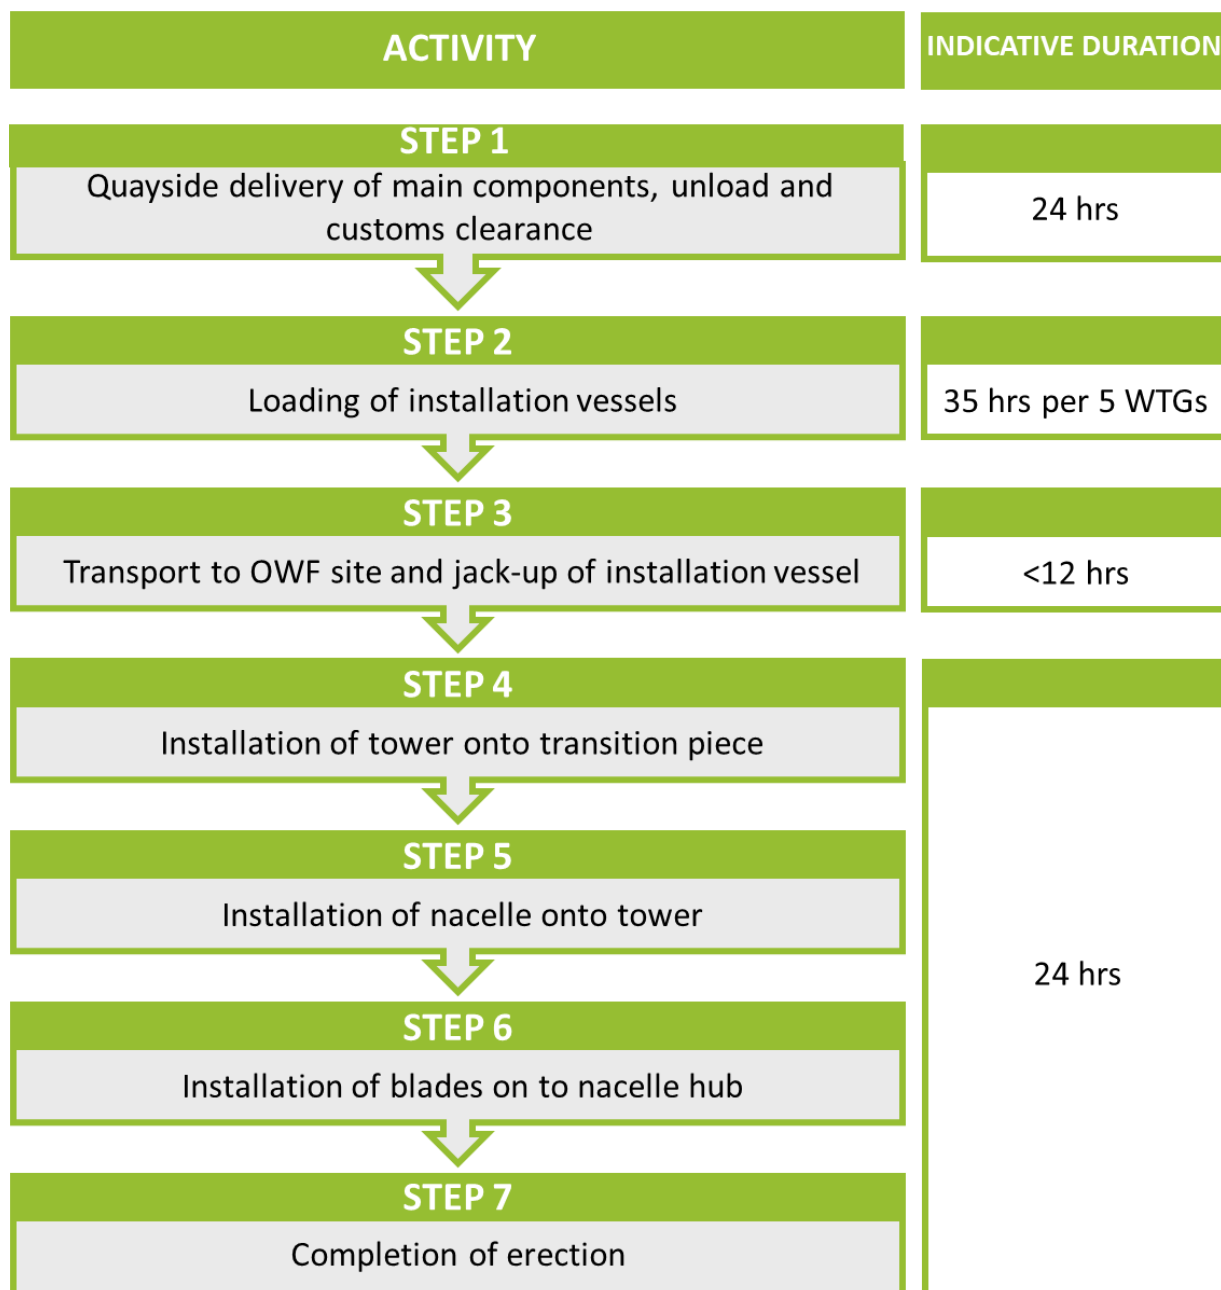 ACTIVITY
INDICATIVE DURATION
STEP 1
Quayside delivery of main components, unload and
customs clearance
24 hrs
STEP 2
Loading of installation vessels
35 hrs per 5 WTGs
STEP 3
Transport to OWF site and jack-up of installation vessel
<12 hrs
STEP 4
Installation of tower onto transition piece
STEP 5
Installation of nacelle onto tower
24 hrs
STEP 6
Installation of blades on to nacelle hub
STEP 7
Completion of erection